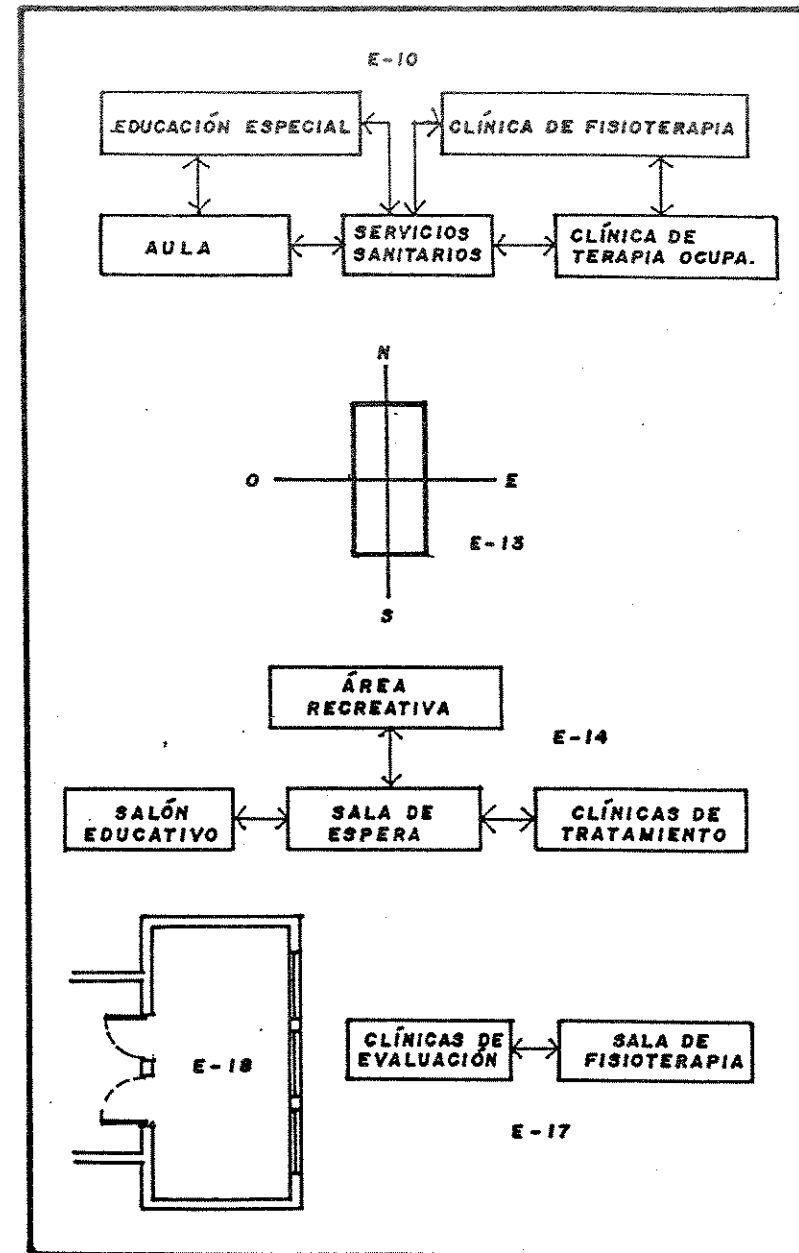 E-10
EDUCACIÓN ESPECIAL
CLÍNICA DE FISIOTERAPIA
AULA
SERVICIOS
SANITARIOS
CLÍNICA DE
TERAPIA OCUPA.
N
O
E
E-13
S
ÁREA
RECREATIVA
E-14
SALÓN
EDUCATIVO
SALA DE
ESPERA
CLÍNICAS DE
TRATAMIENTO
E-18
CLÍNICAS DE
EVALUACIÓN
SALA DE
FISIOTERAPIA
E-17